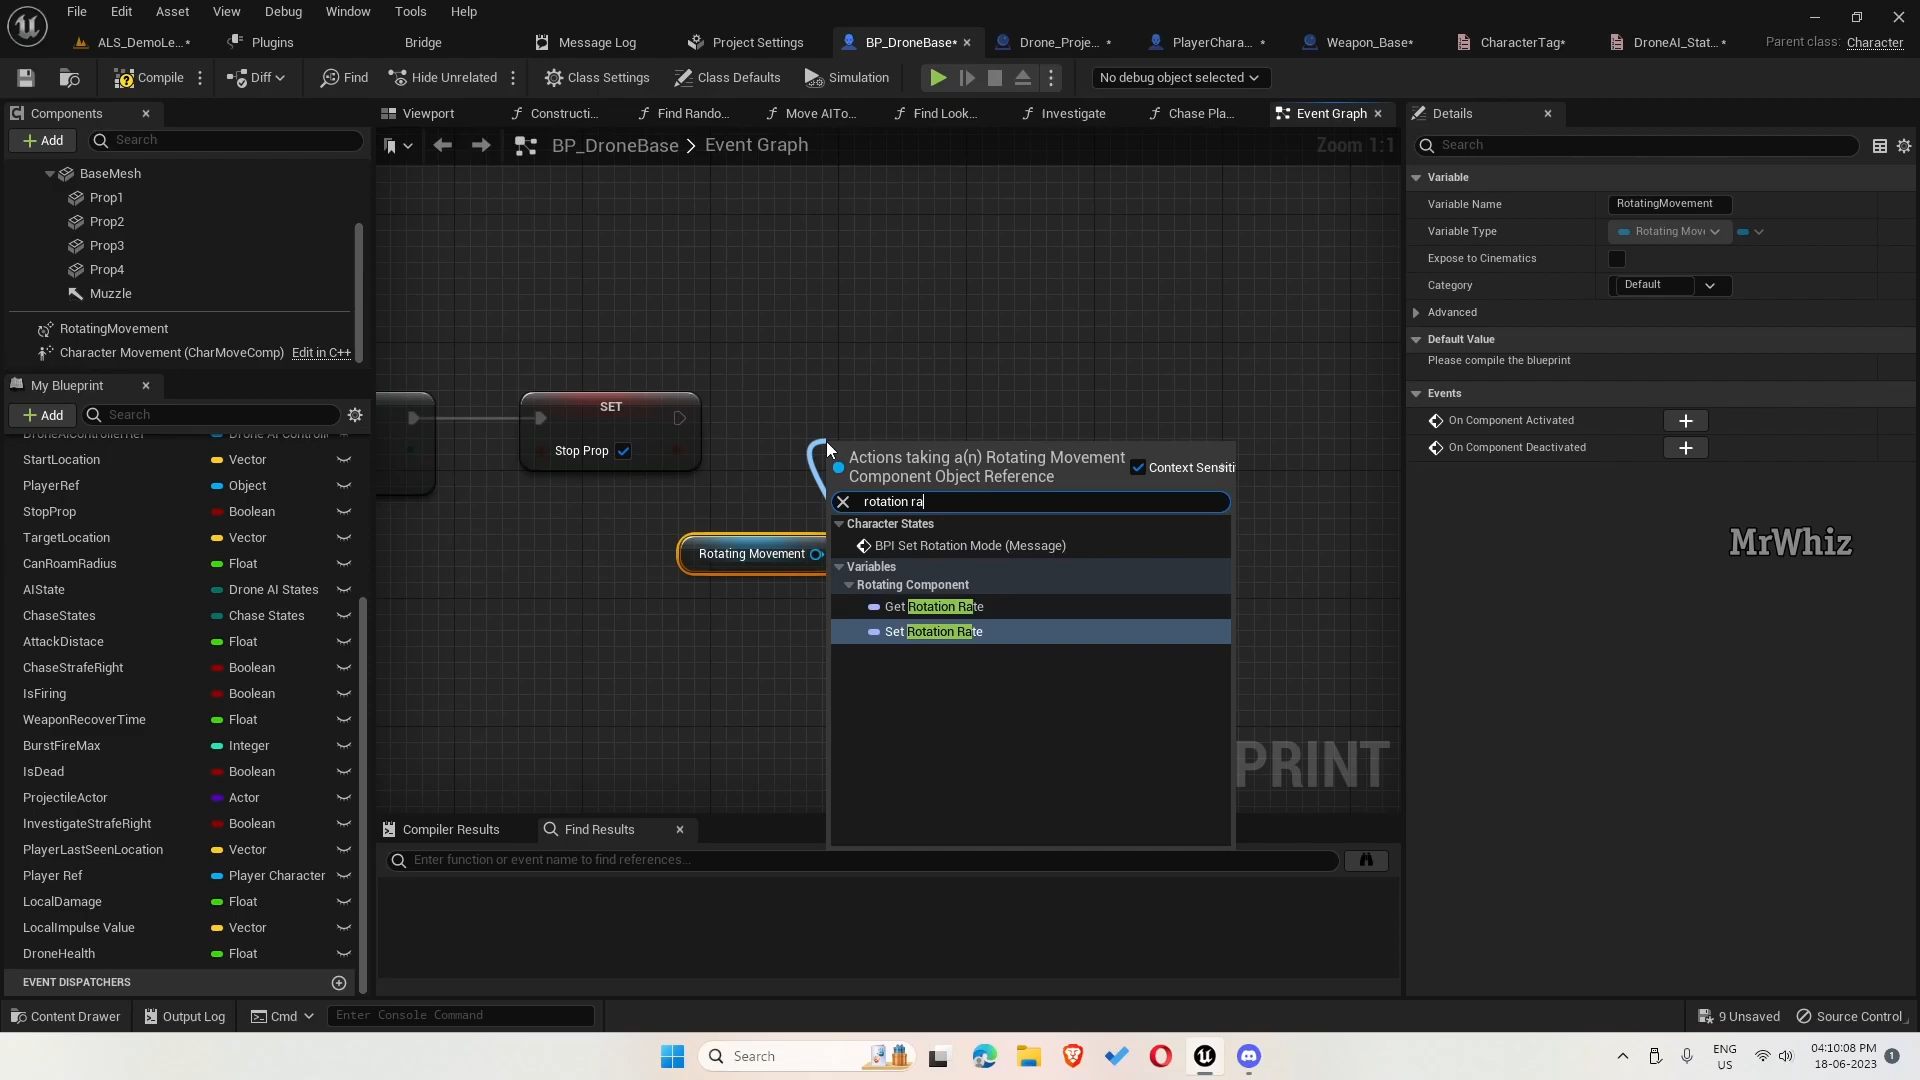 File Edit Asset View Debug Window Tools Help
ALS_DemoLe...* Plugins Bridge Message Log Project Settings BP_DroneBase* Drone_Proje... * PlayerChara... * Weapon_Base* CharacterTag* DroneAI_Stat... * Parent class: Character
Compile Diff Find Hide Unrelated Class Settings Class Defaults Simulation No debug object selected
Components
Add Search
BaseMesh
Prop1
Prop2
Prop3
Prop4
Muzzle
RotatingMovement
Character Movement (CharMoveComp) Edit in C++
My Blueprint
Add Search
StartLocation Vector
PlayerRef Object
StopProp Boolean
TargetLocation Vector
CanRoamRadius Float
AIState Drone AI States
ChaseStates Chase States
AttackDistace Float
ChaseStrafeRight Boolean
IsFiring Boolean
WeaponRecoverTime Float
BurstFireMax Integer
IsDead Boolean
ProjectileActor Actor
InvestigateStrafeRight Boolean
PlayerLastSeenLocation Vector
Player Ref Player Character
LocalDamage Float
LocalImpulse Value Vector
DroneHealth Float
EVENT DISPATCHERS
Viewport Constructi... Find Rando... Move AITo... Find Look... Investigate Chase Pla... Event Graph
BP_DroneBase > Event Graph Zoom 1:1
SET
Stop Prop
Rotating Movement
Actions taking a(n) Rotating Movement
Component Object Reference
Context Sensiti
rotation ra
Character States
BPI Set Rotation Mode (Message)
Variables
Rotating Component
Get Rotation Rate
Set Rotation Rate
PRINT
Compiler Results Find Results
Enter function or event name to find references...
Details
Search
Variable
Variable Name RotatingMovement
Variable Type Rotating Mov
Expose to Cinematics
Category Default
Advanced
Default Value
Please compile the blueprint
Events
On Component Activated
On Component Deactivated
MrWhiz
Content Drawer Output Log Cmd Enter Console Command 9 Unsaved Source Control
Search
ENG
US
04:10:08 PM
18-06-2023
1